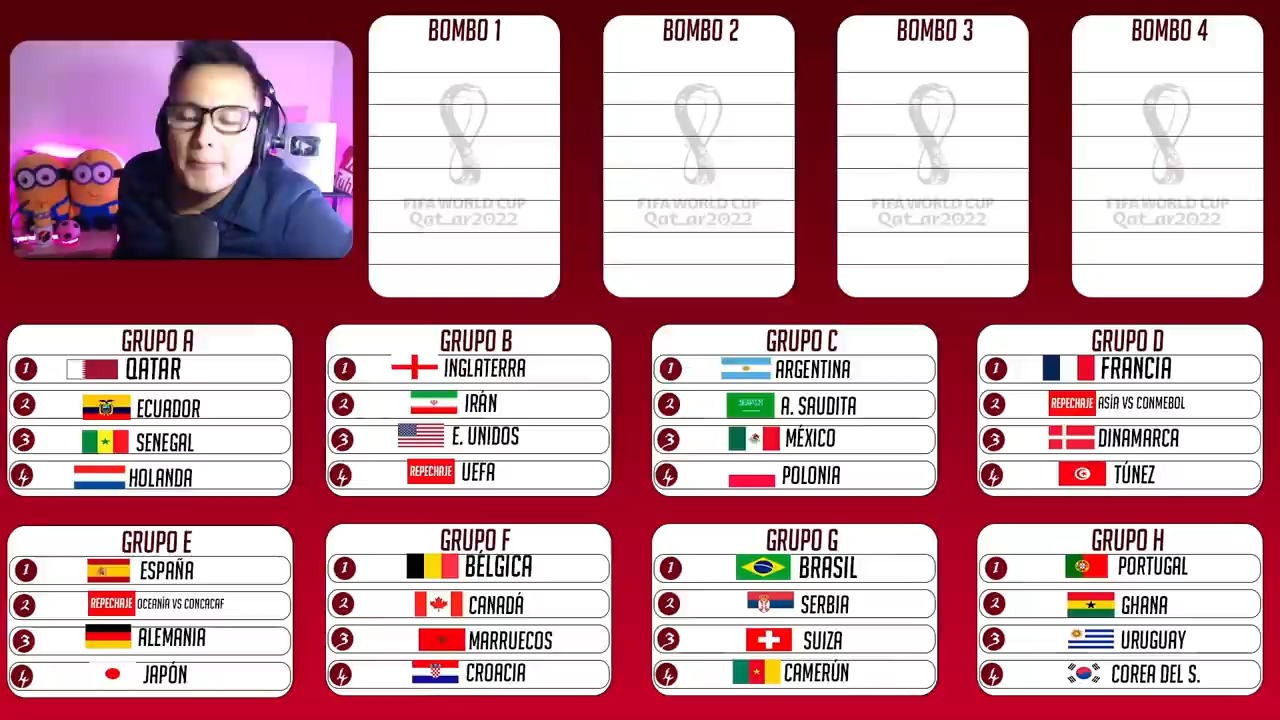 BOMBO 1
FIFA WORLD CUP
Qat_ar2022
BOMBO 2
FIFA WORLD CUP
Qat_ar2022
BOMBO 3
FIFA WORLD CUP
Qat_ar2022
BOMBO 4
FIFA WORLD CUP
Qat_ar2022
GRUPO A
1 QATAR
2 ECUADOR
3 SENEGAL
4 HOLANDA
GRUPO B
1 INGLATERRA
2 IRÁN
3 E. UNIDOS
4 REPECHAJE UEFA
GRUPO C
1 ARGENTINA
2 A. SAUDITA
3 MÉXICO
4 POLONIA
GRUPO D
1 FRANCIA
2 REPECHAJE ASÍA VS CONMEBOL
3 DINAMARCA
4 TÚNEZ
GRUPO E
1 ESPAÑA
2 REPECHAJE OCEANÍA VS CONCACAF
3 ALEMANIA
4 JAPÓN
GRUPO F
1 BÉLGICA
2 CANADÁ
3 MARRUECOS
4 CROACIA
GRUPO G
1 BRASIL
2 SERBIA
3 SUIZA
4 CAMERÚN
GRUPO H
1 PORTUGAL
2 GHANA
3 URUGUAY
4 COREA DEL S.